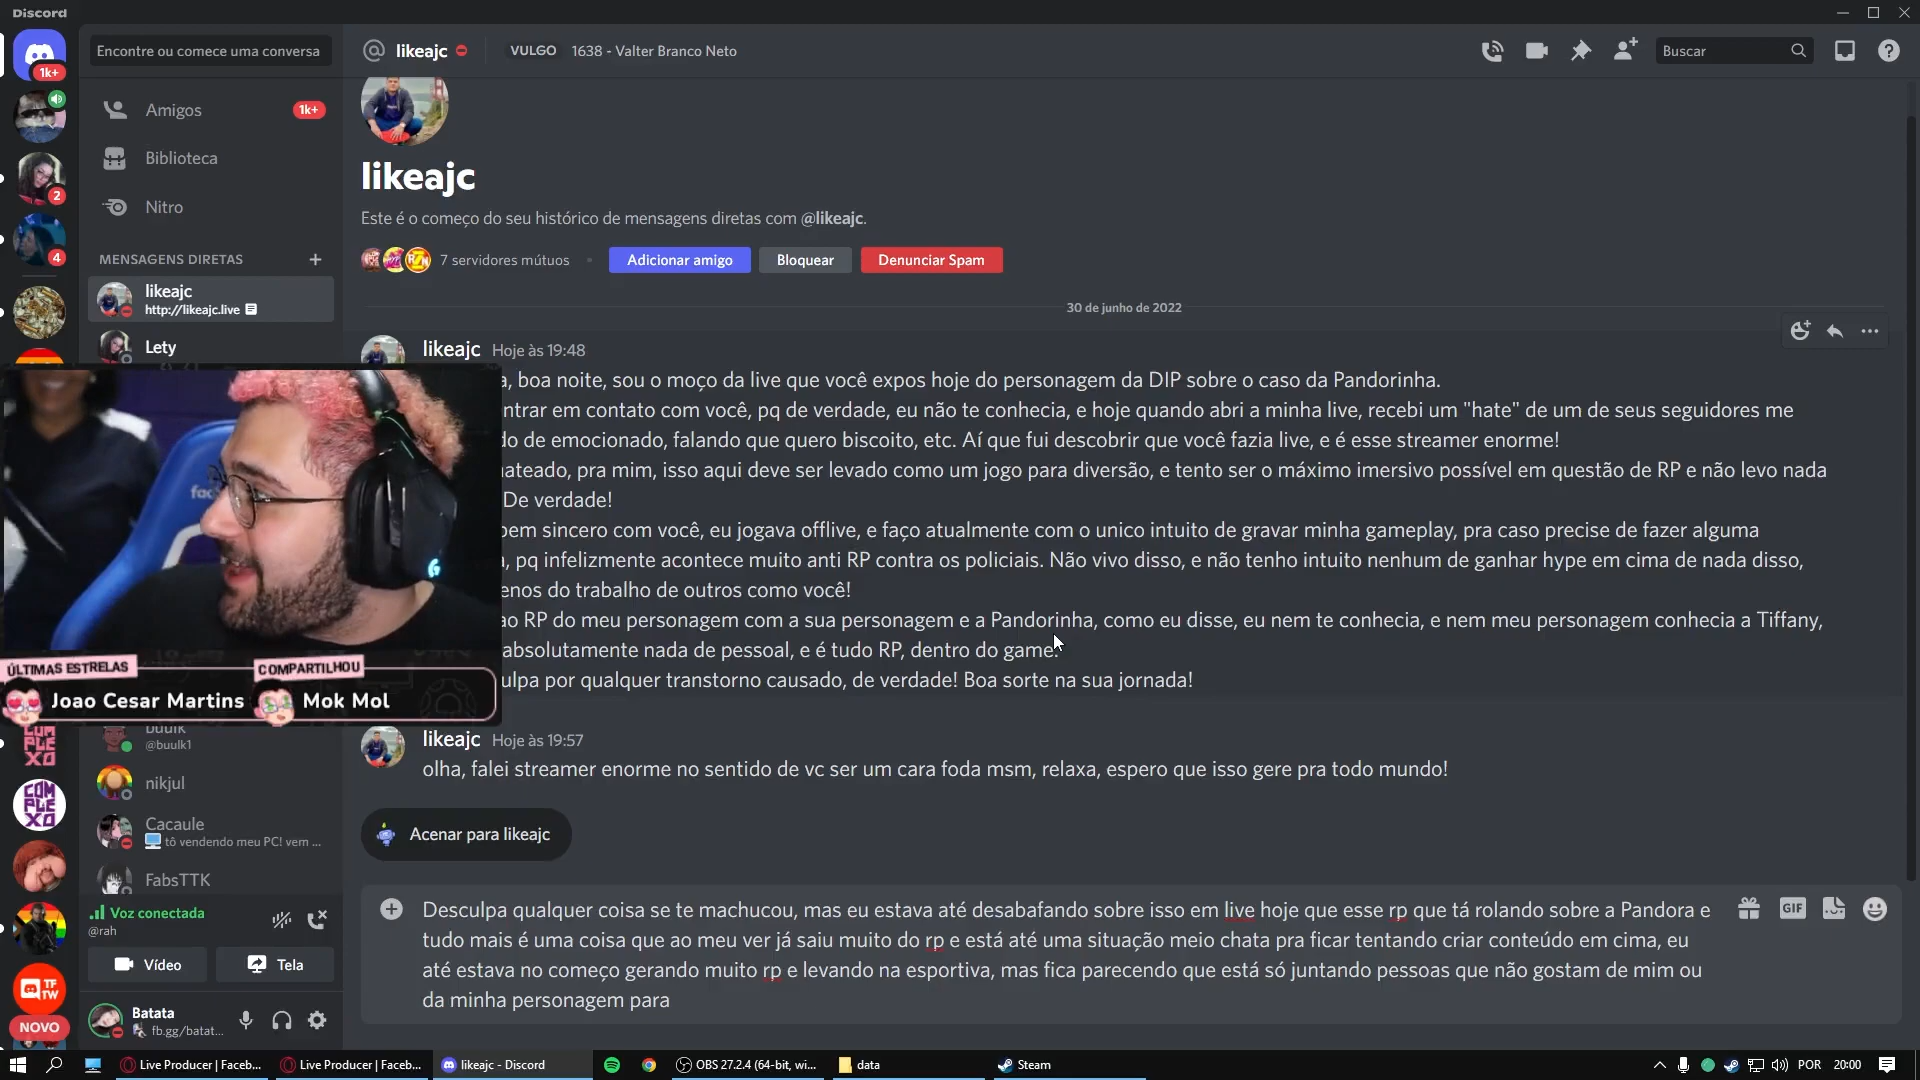 Discord
Encontre ou comece uma conversa
likeajc
VULGO
1638 - Valter Branco Neto
Buscar
1k+
Amigos
1k+
Biblioteca
2
Nitro
4
MENSAGENS DIRETAS
likeajc
http://likeajc.live
Lety
likeajc
Este é o começo do seu histórico de mensagens diretas com @likeajc.
7 servidores mútuos
Adicionar amigo
Bloquear
Denunciar Spam
30 de junho de 2022
likeajc Hoje às 19:48
, boa noite, sou o moço da live que você expos hoje do personagem da DIP sobre o caso da Pandorinha.
ntrar em contato com você, pq de verdade, eu não te conhecia, e hoje quando abri a minha live, recebi um "hate" de um de seus seguidores me
do de emocionado, falando que quero biscoito, etc. Aí que fui descobrir que você fazia live, e é esse streamer enorme!
ateado, pra mim, isso aqui deve ser levado como um jogo para diversão, e tento ser o máximo imersivo possível em questão de RP e não levo nada
De verdade!
bem sincero com você, eu jogava offlive, e faço atualmente com o unico intuito de gravar minha gameplay, pra caso precise de fazer alguma
, pq infelizmente acontece muito anti RP contra os policiais. Não vivo disso, e não tenho intuito nenhum de ganhar hype em cima de nada disso,
enos do trabalho de outros como você!
ao RP do meu personagem com a sua personagem e a Pandorinha, como eu disse, eu nem te conhecia, e nem meu personagem conhecia a Tiffany,
absolutamente nada de pessoal, e é tudo RP, dentro do game.
ulpa por qualquer transtorno causado, de verdade! Boa sorte na sua jornada!
likeajc Hoje às 19:57
olha, falei streamer enorme no sentido de vc ser um cara foda msm, relaxa, espero que isso gere pra todo mundo!
Acenar para likeajc
Desculpa qualquer coisa se te machucou, mas eu estava até desabafando sobre isso em live hoje que esse rp que tá rolando sobre a Pandora e
tudo mais é uma coisa que ao meu ver já saiu muito do rp e está até uma situação meio chata pra ficar tentando criar conteúdo em cima, eu
até estava no começo gerando muito rp e levando na esportiva, mas fica parecendo que está só juntando pessoas que não gostam de mim ou
da minha personagem para
GIF
ÚLTIMAS ESTRELAS
COMPARTILHOU
Joao Cesar Martins
Mok Mol
buulk
@buulk1
nikjul
Cacaule
tô vendendo meu PC! vem ...
FabsTTK
COMPLEXO
COMPLEXO
Voz conectada
@rah
Vídeo
Tela
TFTW
NOVO
Batata
fb.gg/batat...
Live Producer | Faceb...
Live Producer | Faceb...
likeajc - Discord
OBS 27.2.4 (64-bit, wi...
data
Steam
POR
20:00